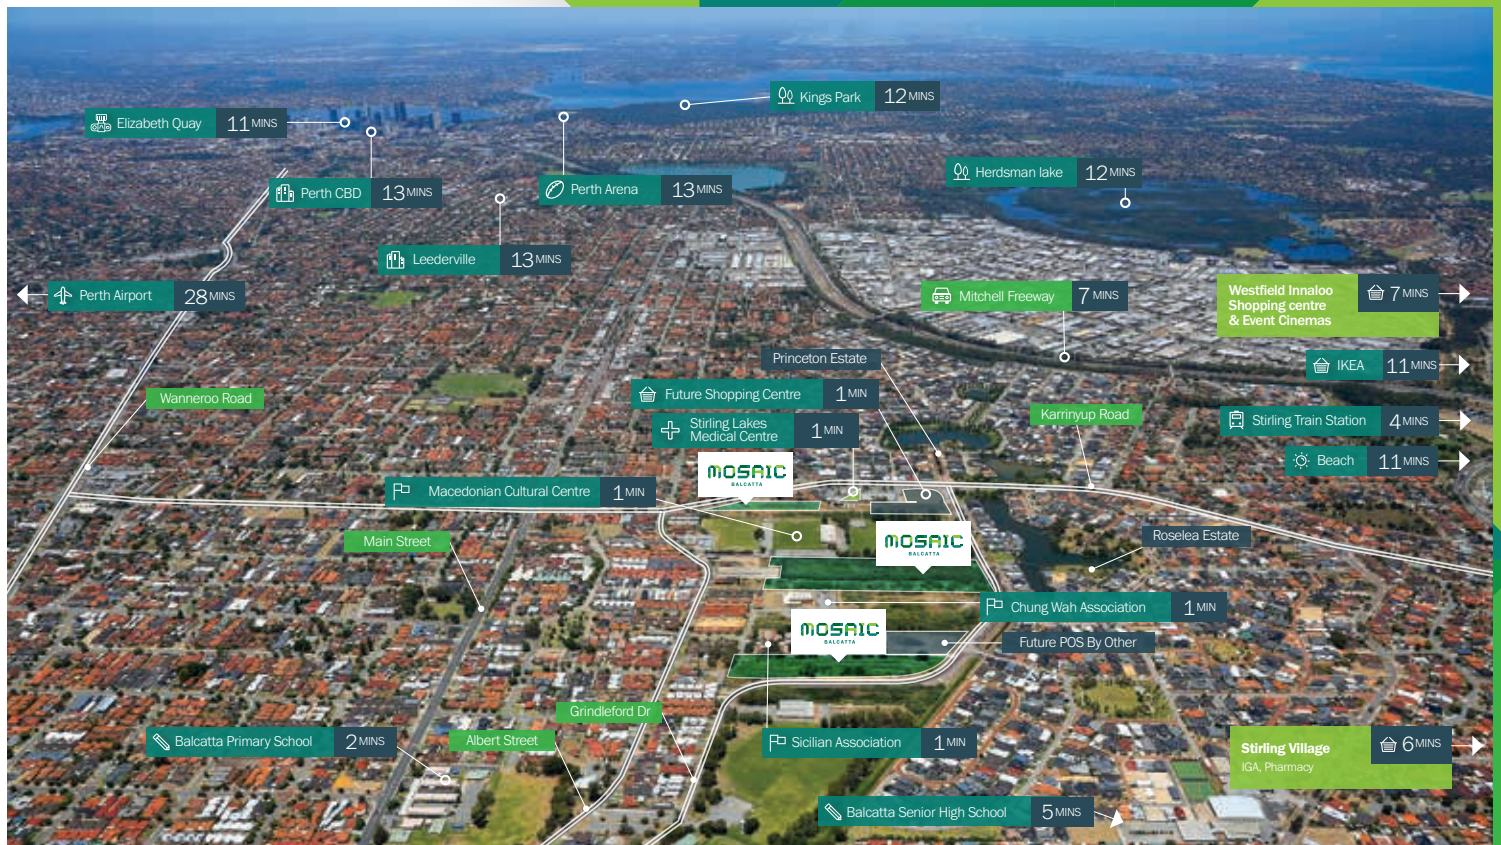 Kings Park 12 MINS
Elizabeth Quay 11 MINS
Perth CBD 13 MINS
Perth Arena 13 MINS
Herdsman lake 12 MINS
Leederville 13 MINS
Perth Airport 28 MINS
Mitchell Freeway 7 MINS
Westfield Innaloo
Shopping centre
& Event Cinemas
7 MINS
Princeton Estate
IKEA 11 MINS
Wanneroo Road
Future Shopping Centre 1 MIN
Karrinyup Road
Stirling Train Station 4 MINS
Stirling Lakes
Medical Centre
1 MIN
Beach 11 MINS
MOSAIC
BALCATTA
Macedonian Cultural Centre 1 MIN
Main Street
MOSAIC
BALCATTA
Roselea Estate
Chung Wah Association 1 MIN
MOSAIC
BALCATTA
Future POS By Other
Grindleford Dr
Balcatta Primary School 2 MINS
Albert Street
Sicilian Association 1 MIN
Stirling Village
IGA, Pharmacy
6 MINS
Balcatta Senior High School 5 MINS